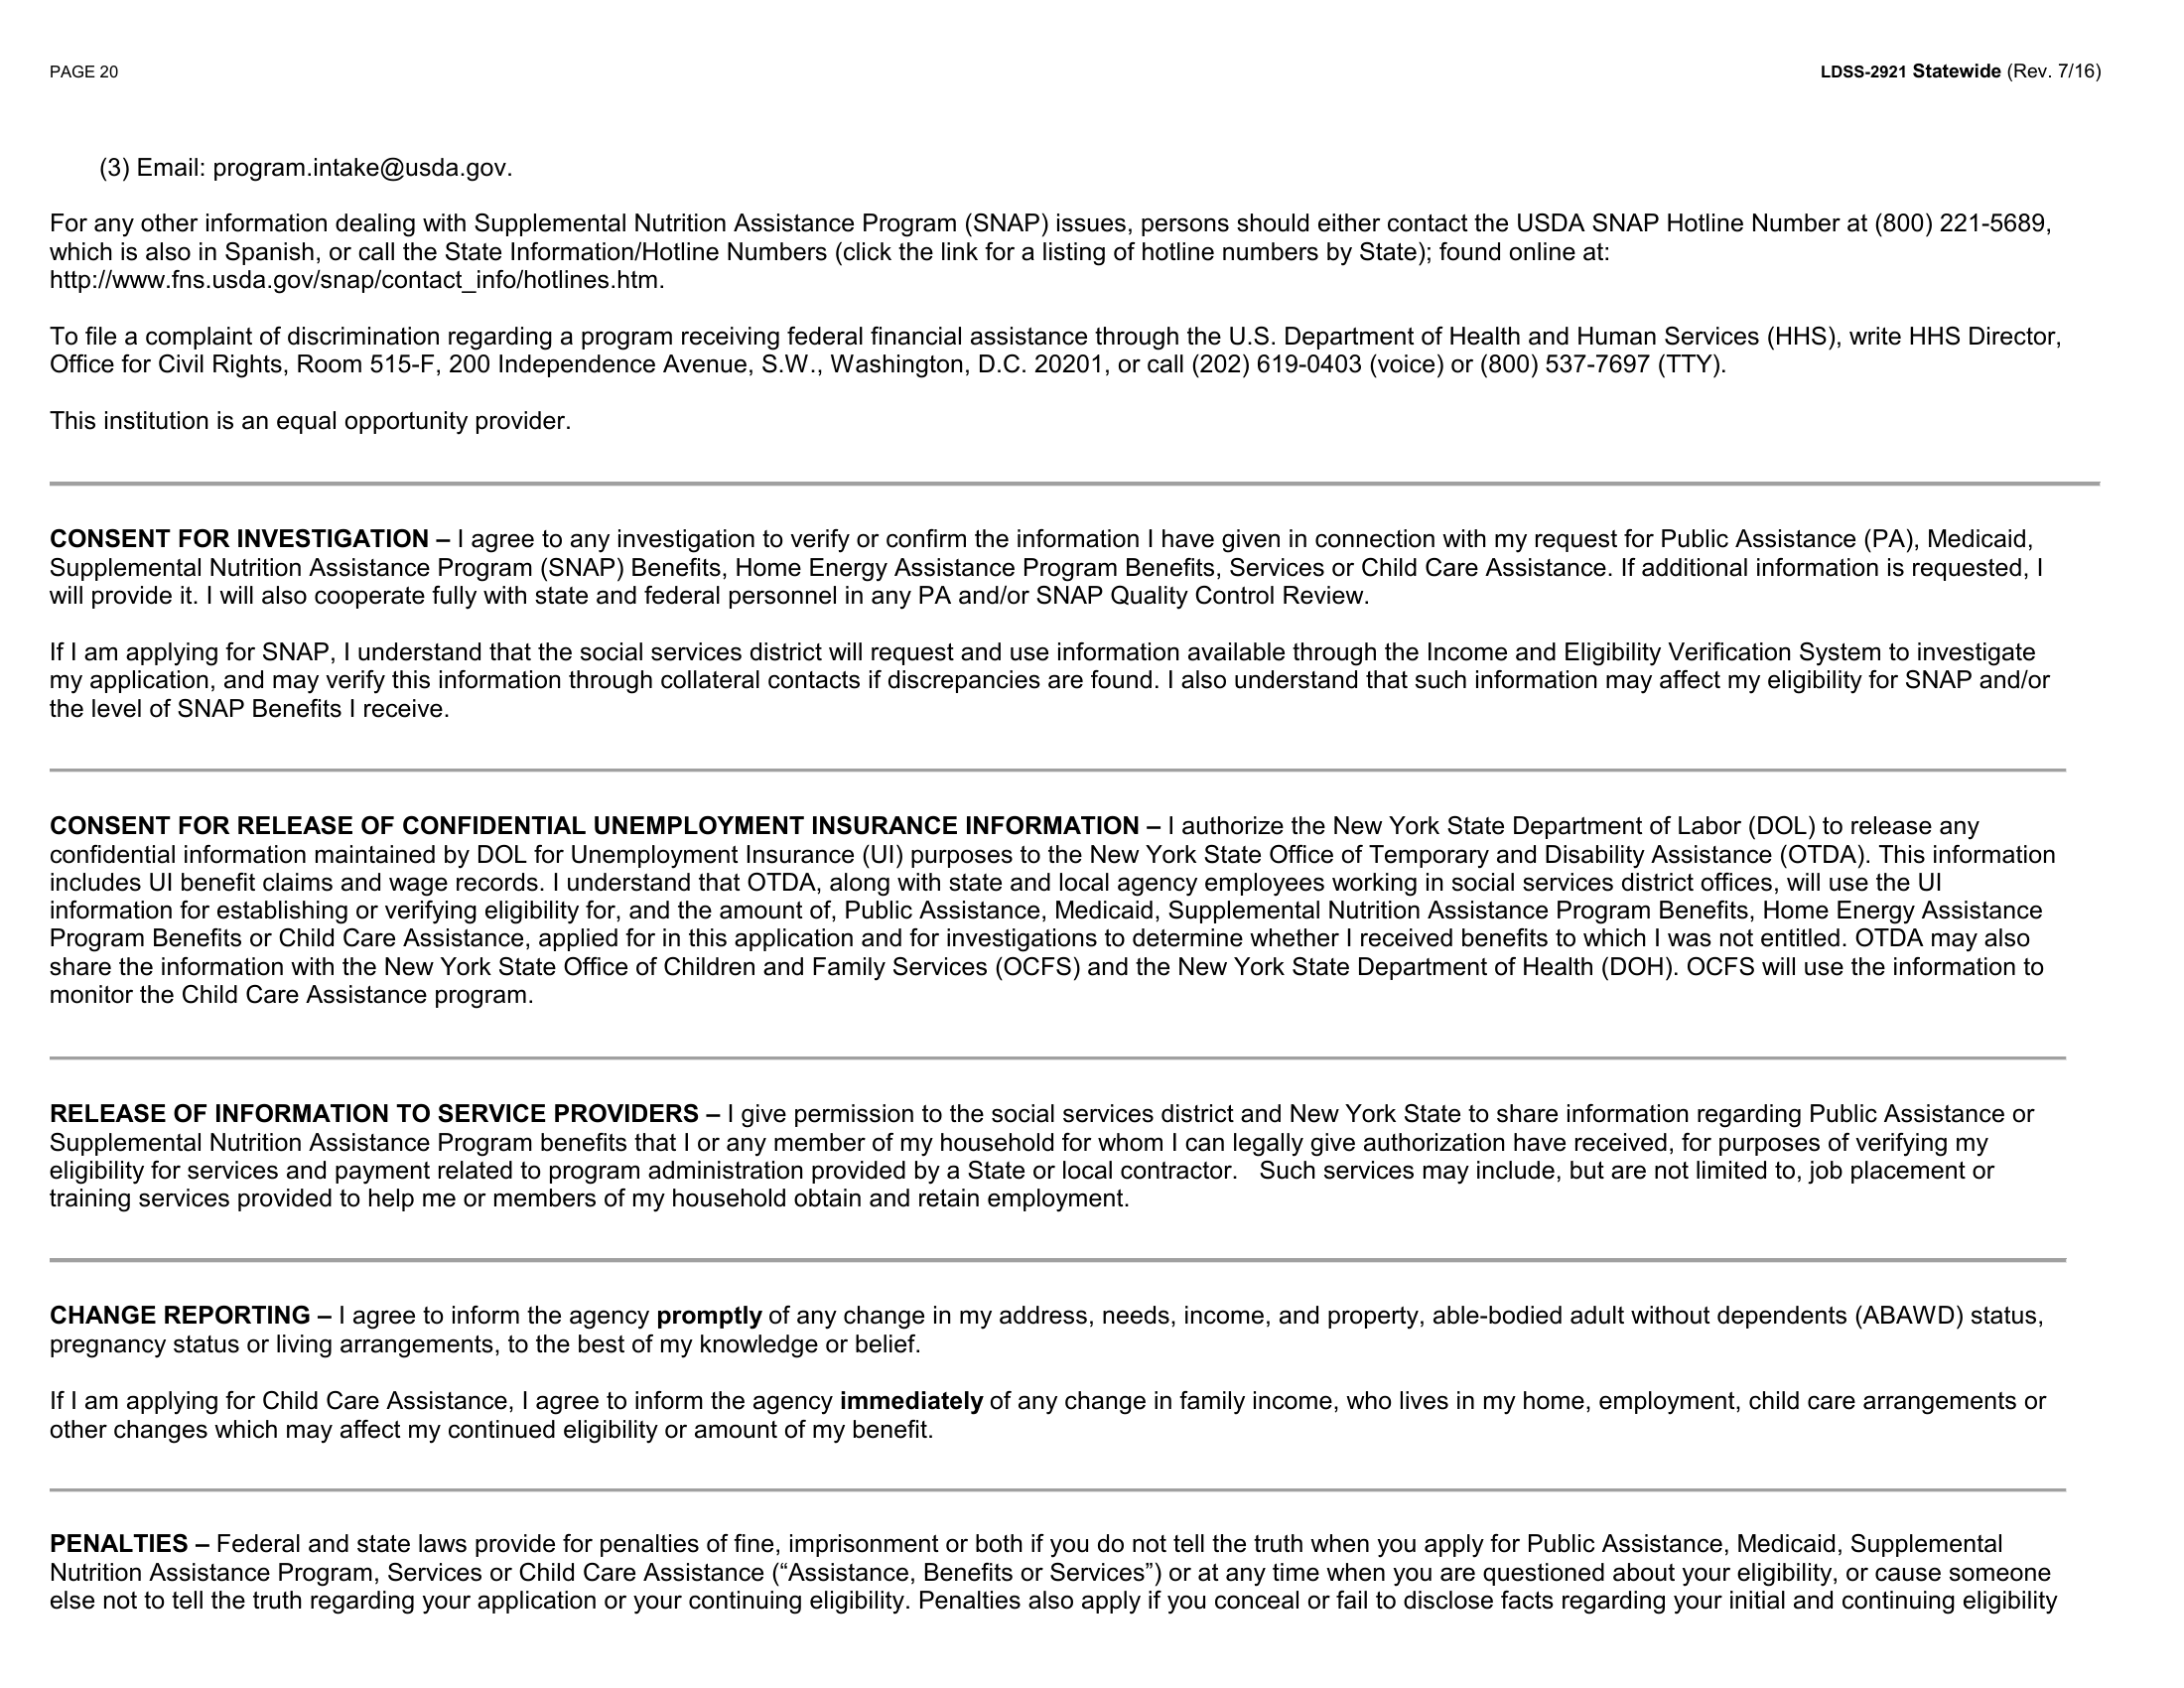 PAGE 20
LDSS-2921 Statewide (Rev. 7/16)
(3) Email: program.intake@usda.gov.
For any other information dealing with Supplemental Nutrition Assistance Program (SNAP) issues, persons should either contact the USDA SNAP Hotline Number at (800) 221-5689,
which is also in Spanish, or call the State Information/Hotline Numbers (click the link for a listing of hotline numbers by State); found online at:
http://www.fns.usda.gov/snap/contact_info/hotlines.htm.
To file a complaint of discrimination regarding a program receiving federal financial assistance through the U.S. Department of Health and Human Services (HHS), write HHS Director,
Office for Civil Rights, Room 515-F, 200 Independence Avenue, S.W., Washington, D.C. 20201, or call (202) 619-0403 (voice) or (800) 537-7697 (TTY).
This institution is an equal opportunity provider.
CONSENT FOR INVESTIGATION – I agree to any investigation to verify or confirm the information I have given in connection with my request for Public Assistance (PA), Medicaid,
Supplemental Nutrition Assistance Program (SNAP) Benefits, Home Energy Assistance Program Benefits, Services or Child Care Assistance. If additional information is requested, I
will provide it. I will also cooperate fully with state and federal personnel in any PA and/or SNAP Quality Control Review.
If I am applying for SNAP, I understand that the social services district will request and use information available through the Income and Eligibility Verification System to investigate
my application, and may verify this information through collateral contacts if discrepancies are found. I also understand that such information may affect my eligibility for SNAP and/or
the level of SNAP Benefits I receive.
CONSENT FOR RELEASE OF CONFIDENTIAL UNEMPLOYMENT INSURANCE INFORMATION – I authorize the New York State Department of Labor (DOL) to release any
confidential information maintained by DOL for Unemployment Insurance (UI) purposes to the New York State Office of Temporary and Disability Assistance (OTDA). This information
includes UI benefit claims and wage records. I understand that OTDA, along with state and local agency employees working in social services district offices, will use the UI
information for establishing or verifying eligibility for, and the amount of, Public Assistance, Medicaid, Supplemental Nutrition Assistance Program Benefits, Home Energy Assistance
Program Benefits or Child Care Assistance, applied for in this application and for investigations to determine whether I received benefits to which I was not entitled. OTDA may also
share the information with the New York State Office of Children and Family Services (OCFS) and the New York State Department of Health (DOH). OCFS will use the information to
monitor the Child Care Assistance program.
RELEASE OF INFORMATION TO SERVICE PROVIDERS – I give permission to the social services district and New York State to share information regarding Public Assistance or
Supplemental Nutrition Assistance Program benefits that I or any member of my household for whom I can legally give authorization have received, for purposes of verifying my
eligibility for services and payment related to program administration provided by a State or local contractor. Such services may include, but are not limited to, job placement or
training services provided to help me or members of my household obtain and retain employment.
CHANGE REPORTING – I agree to inform the agency promptly of any change in my address, needs, income, and property, able-bodied adult without dependents (ABAWD) status,
pregnancy status or living arrangements, to the best of my knowledge or belief.
If I am applying for Child Care Assistance, I agree to inform the agency immediately of any change in family income, who lives in my home, employment, child care arrangements or
other changes which may affect my continued eligibility or amount of my benefit.
PENALTIES – Federal and state laws provide for penalties of fine, imprisonment or both if you do not tell the truth when you apply for Public Assistance, Medicaid, Supplemental
Nutrition Assistance Program, Services or Child Care Assistance (“Assistance, Benefits or Services”) or at any time when you are questioned about your eligibility, or cause someone
else not to tell the truth regarding your application or your continuing eligibility. Penalties also apply if you conceal or fail to disclose facts regarding your initial and continuing eligibility